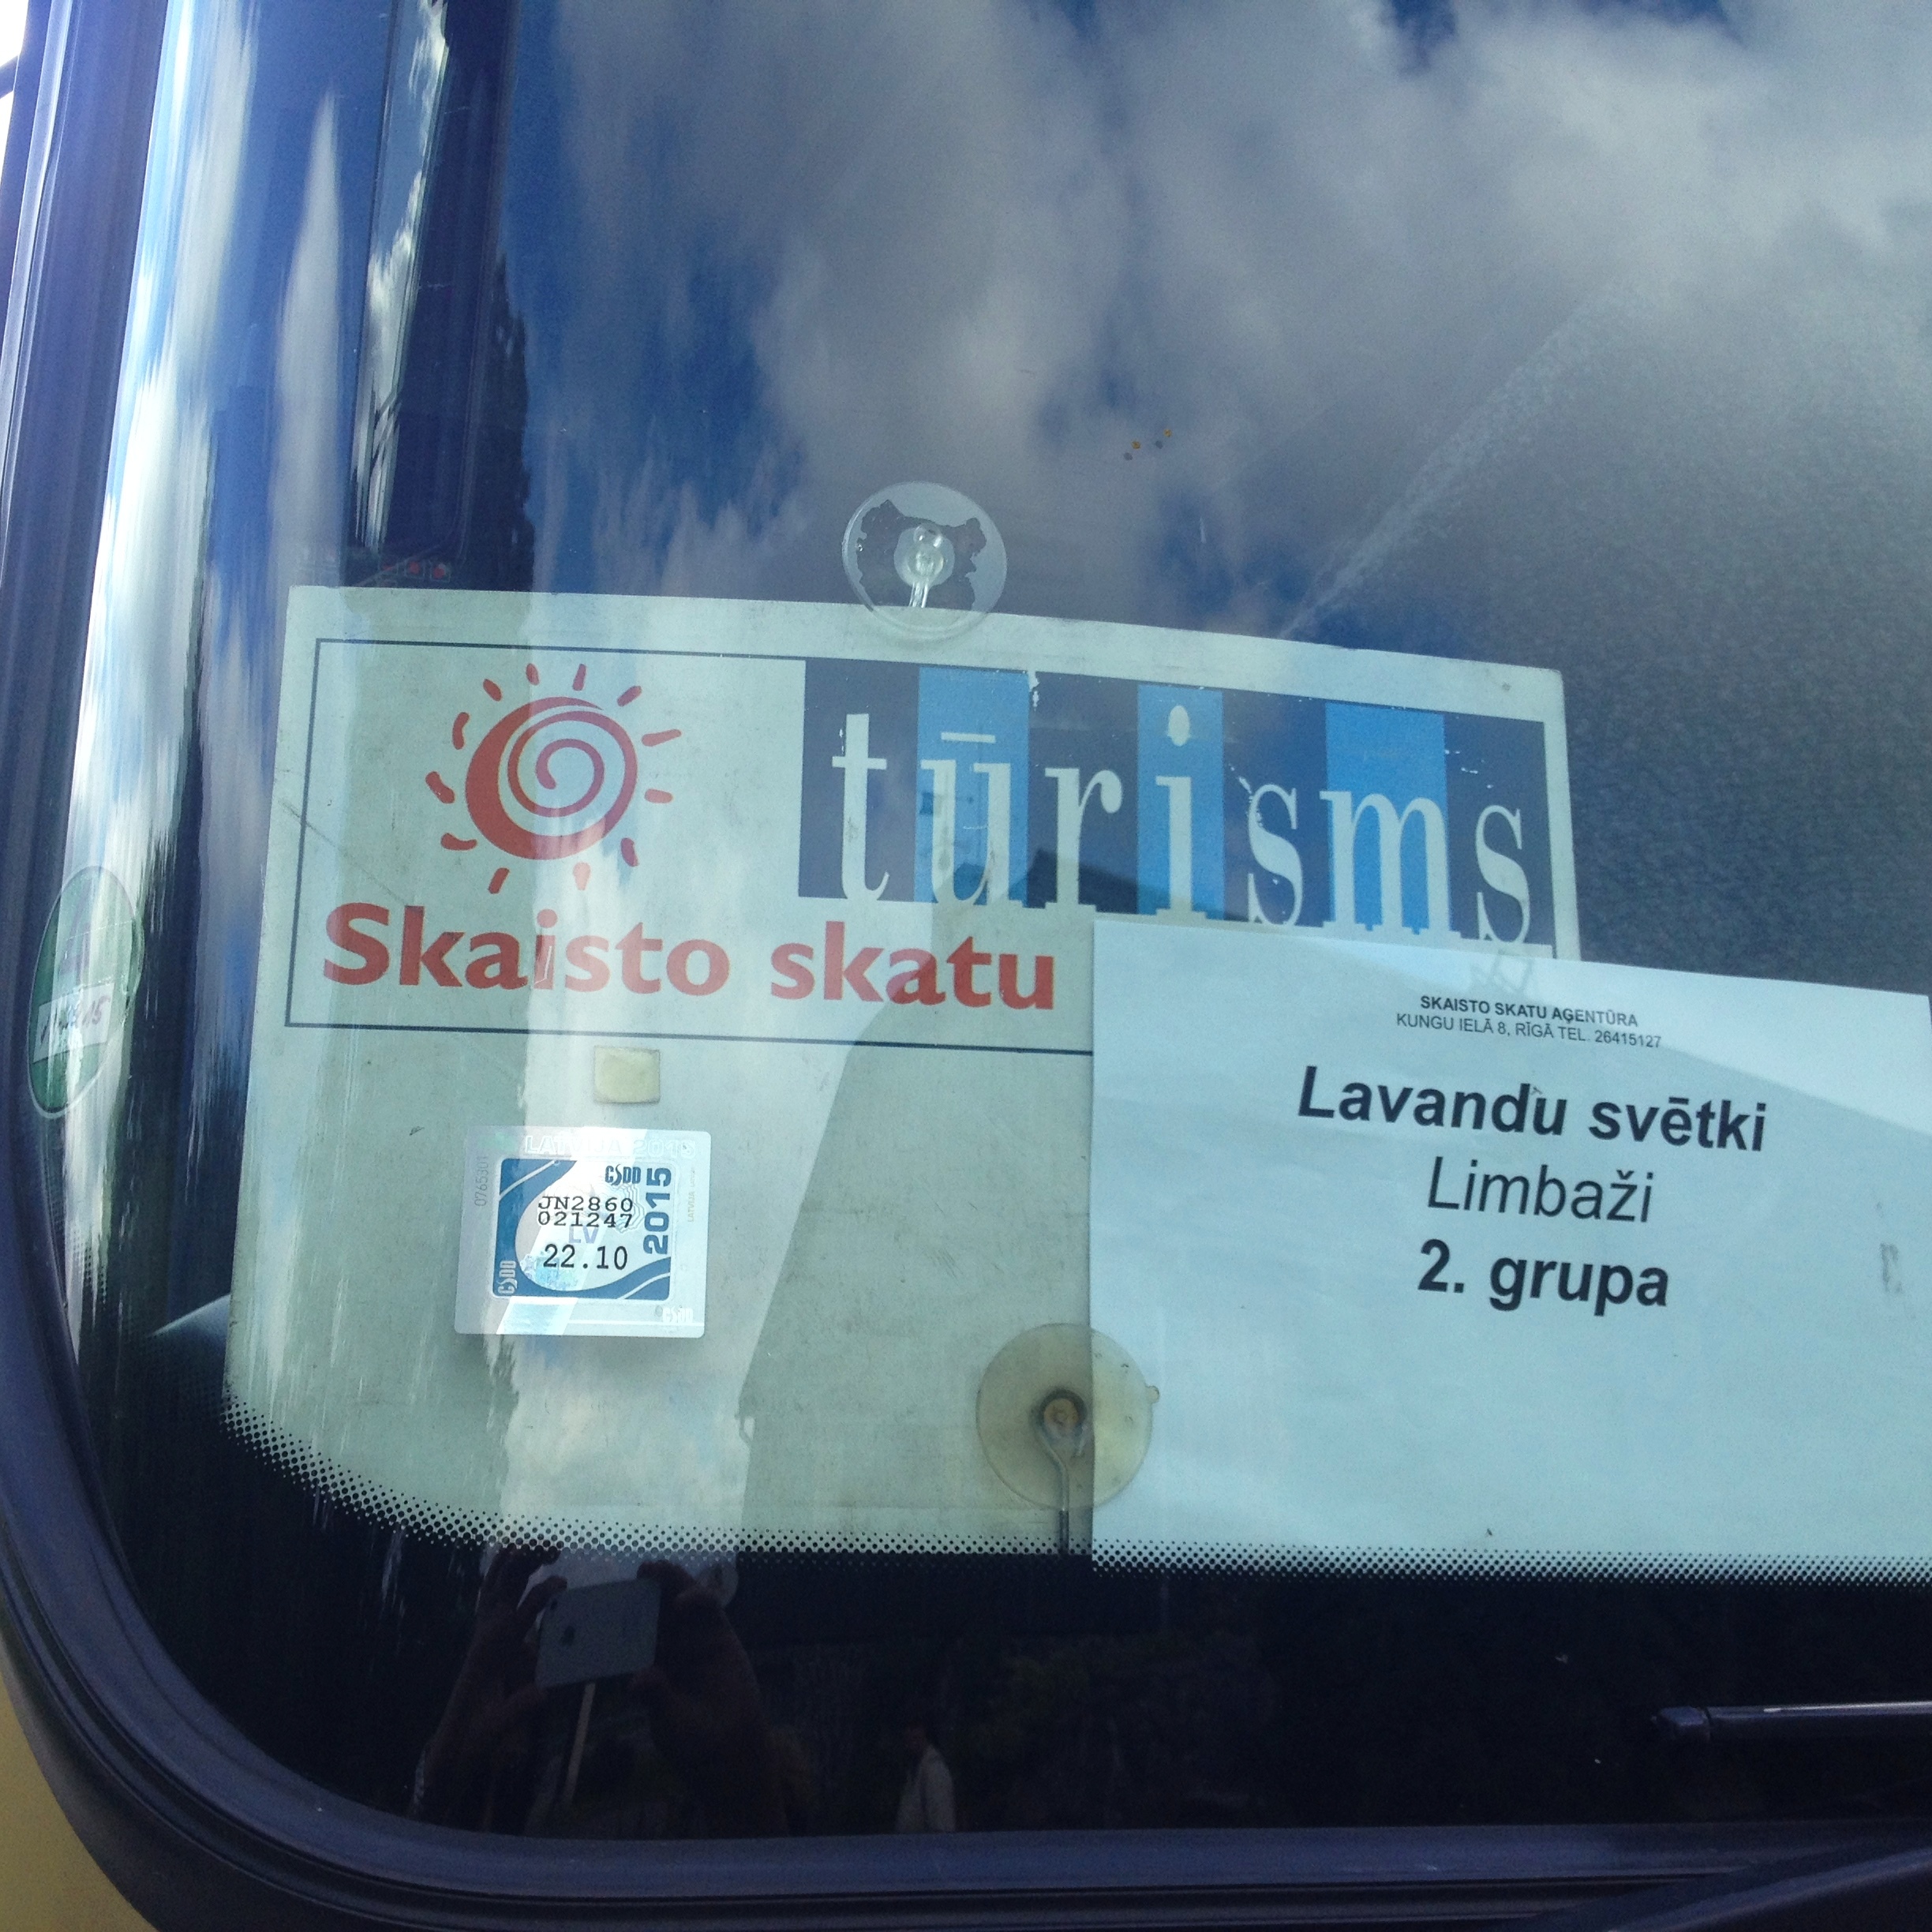 tūrisms
Skaisto skatu
SKAISTO SKATU AĢENTŪRA
KUNGU IELĀ 8, RĪGĀ TEL. 26415127
Lavandu svētki
Limbaži
2. grupa
CSDD
2015
JN2860
021247
LV
22.10
CSDD